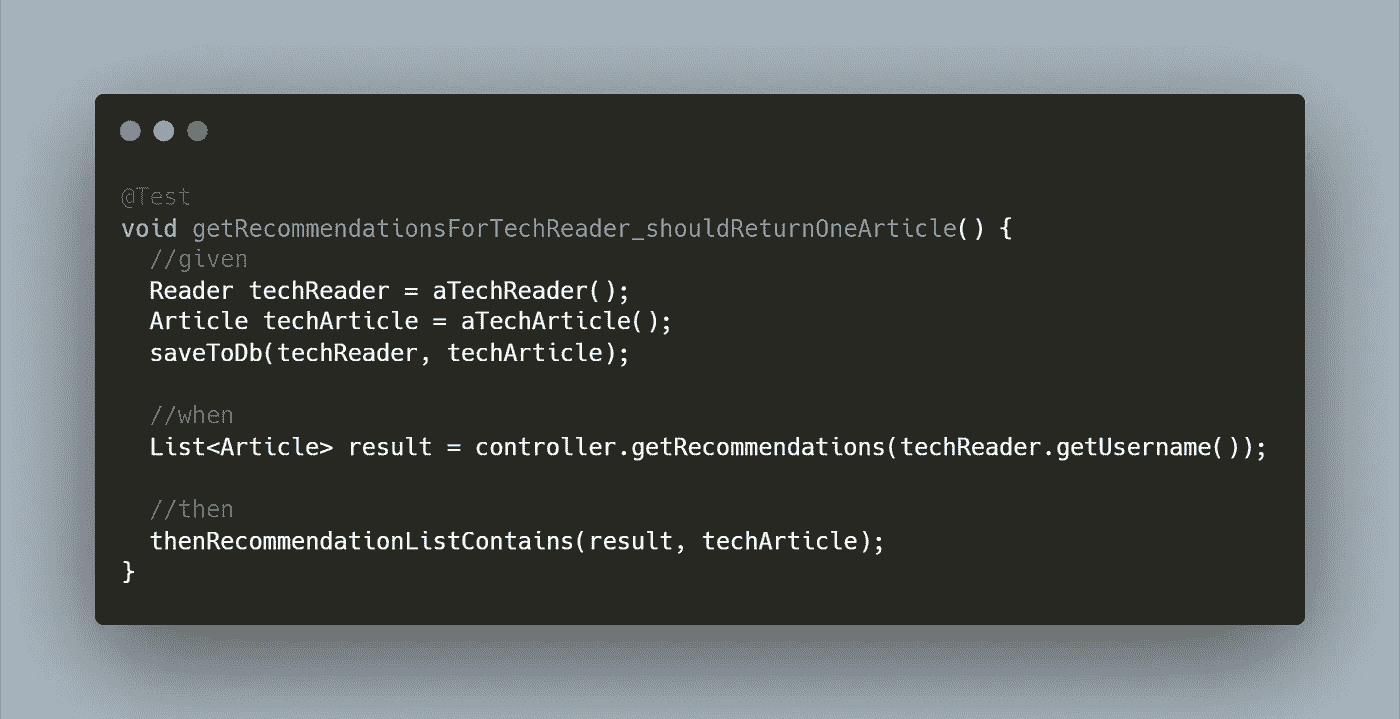 @Test
void getRecommendationsForTechReader_shouldReturnOneArticle() {
  //given
  Reader techReader = aTechReader();
  Article techArticle = aTechArticle();
  saveToDb(techReader, techArticle);

  //when
  List<Article> result = controller.getRecommendations(techReader.getUsername());

  //then
  thenRecommendationListContains(result, techArticle);
}